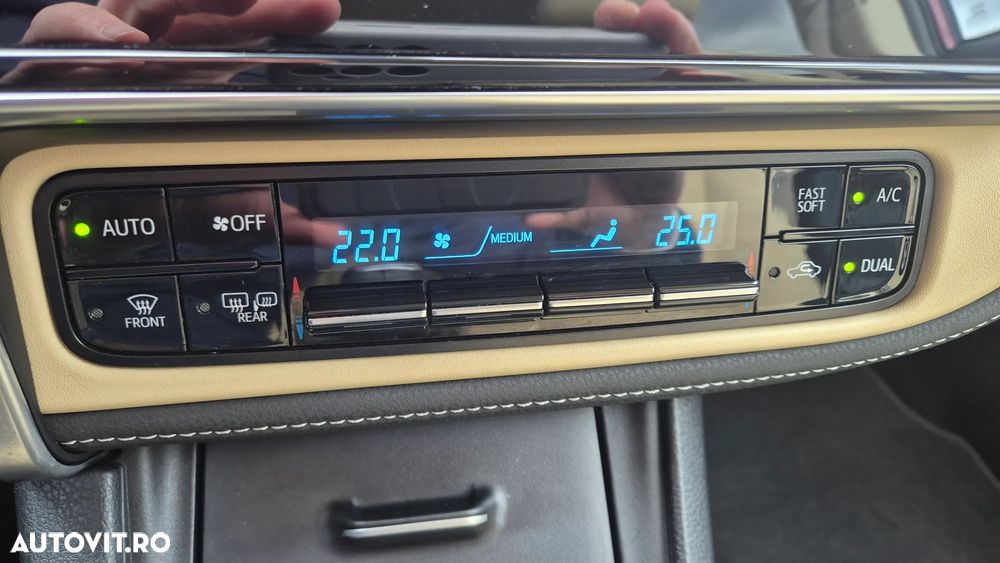 AUTO
OFF
FAST
SOFT
A/C
22.0
MEDIUM
25.0
FRONT
REAR
DUAL
AUTOVIT.RO